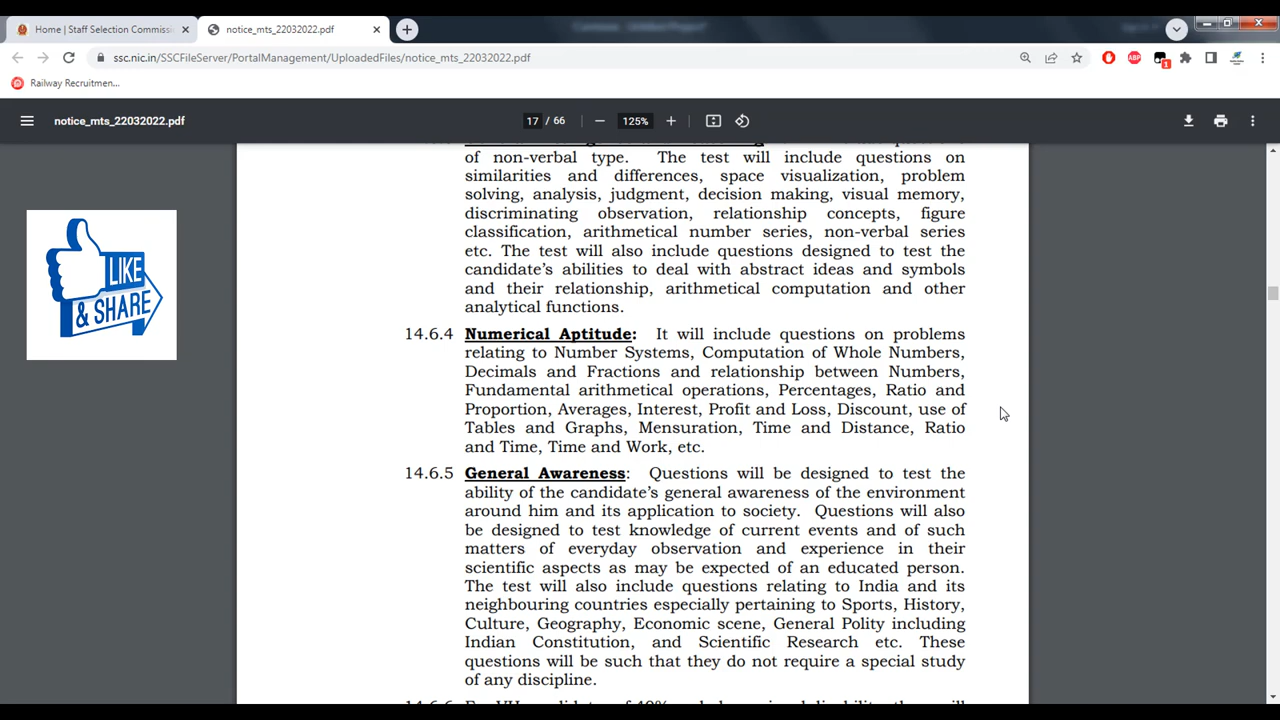 Home | Staff Selection Commissi
notice_mts_22032022.pdf
ssc.nic.in/SSCFileServer/PortalManagement/UploadedFiles/notice_mts_22032022.pdf
ABP
1
Railway Recruitmen...
notice_mts_22032022.pdf
17 / 66
125%
of non-verbal type. The test will include questions on
similarities and differences, space visualization, problem
solving, analysis, judgment, decision making, visual memory,
discriminating observation, relationship concepts, figure
classification, arithmetical number series, non-verbal series
etc. The test will also include questions designed to test the
candidate's abilities to deal with abstract ideas and symbols
and their relationship, arithmetical computation and other
analytical functions.
LIKE
& SHARE
14.6.4 Numerical Aptitude: It will include questions on problems
relating to Number Systems, Computation of Whole Numbers,
Decimals and Fractions and relationship between Numbers,
Fundamental arithmetical operations, Percentages, Ratio and
Proportion, Averages, Interest, Profit and Loss, Discount, use of
Tables and Graphs, Mensuration, Time and Distance, Ratio
and Time, Time and Work, etc.
14.6.5 General Awareness: Questions will be designed to test the
ability of the candidate's general awareness of the environment
around him and its application to society. Questions will also
be designed to test knowledge of current events and of such
matters of everyday observation and experience in their
scientific aspects as may be expected of an educated person.
The test will also include questions relating to India and its
neighbouring countries especially pertaining to Sports, History,
Culture, Geography, Economic scene, General Polity including
Indian Constitution, and Scientific Research etc. These
questions will be such that they do not require a special study
of any discipline.